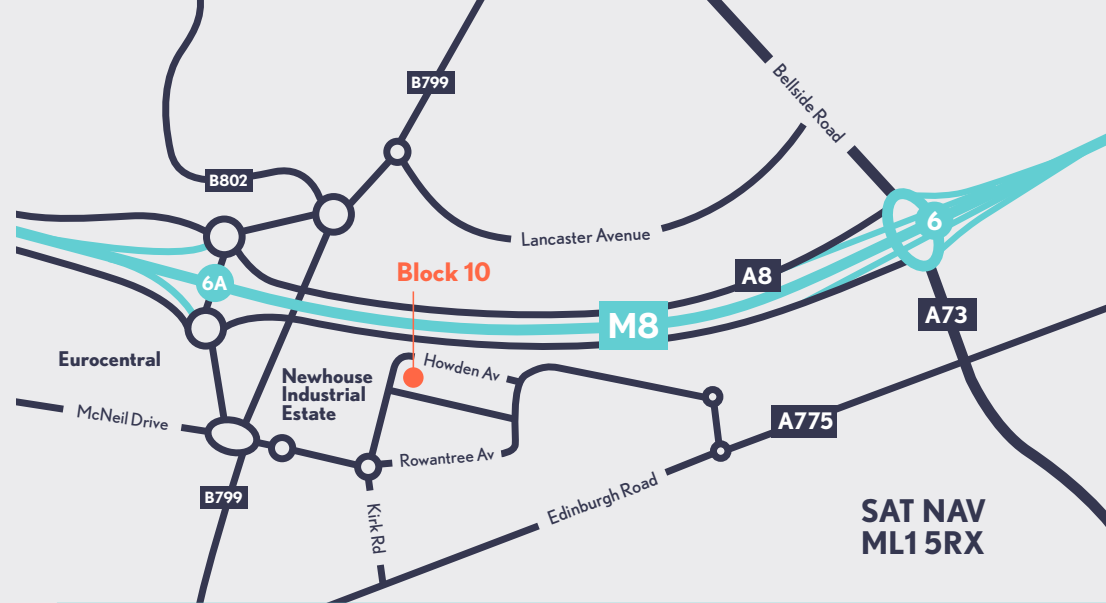 B799
Bellside Road
B802
6
Lancaster Avenue
Block 10
A8
6A
M8
A73
Eurocentral
Howden Av
Newhouse
Industrial
Estate
McNeil Drive
A775
Rowantree Av
B799
Edinburgh Road
Kirk Rd
SAT NAV
ML1 5RX